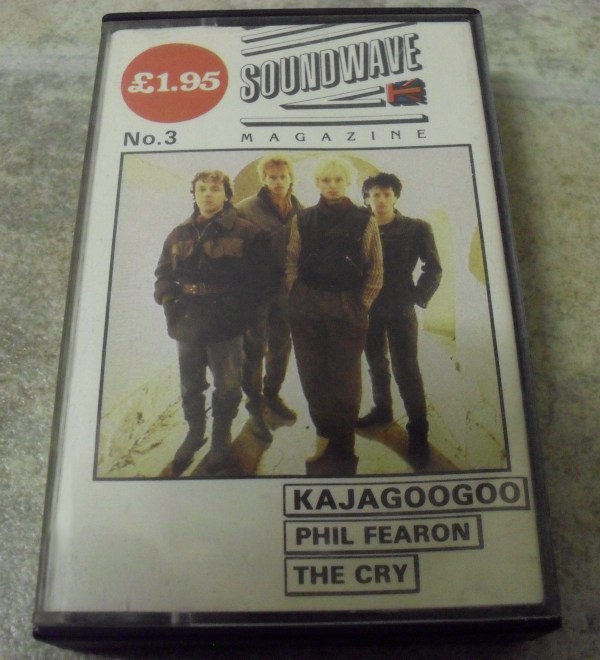 £1.95
SOUNDWAVE
No.3
MAGAZINE
KAJAGOOGOO
PHIL FEARON
THE CRY